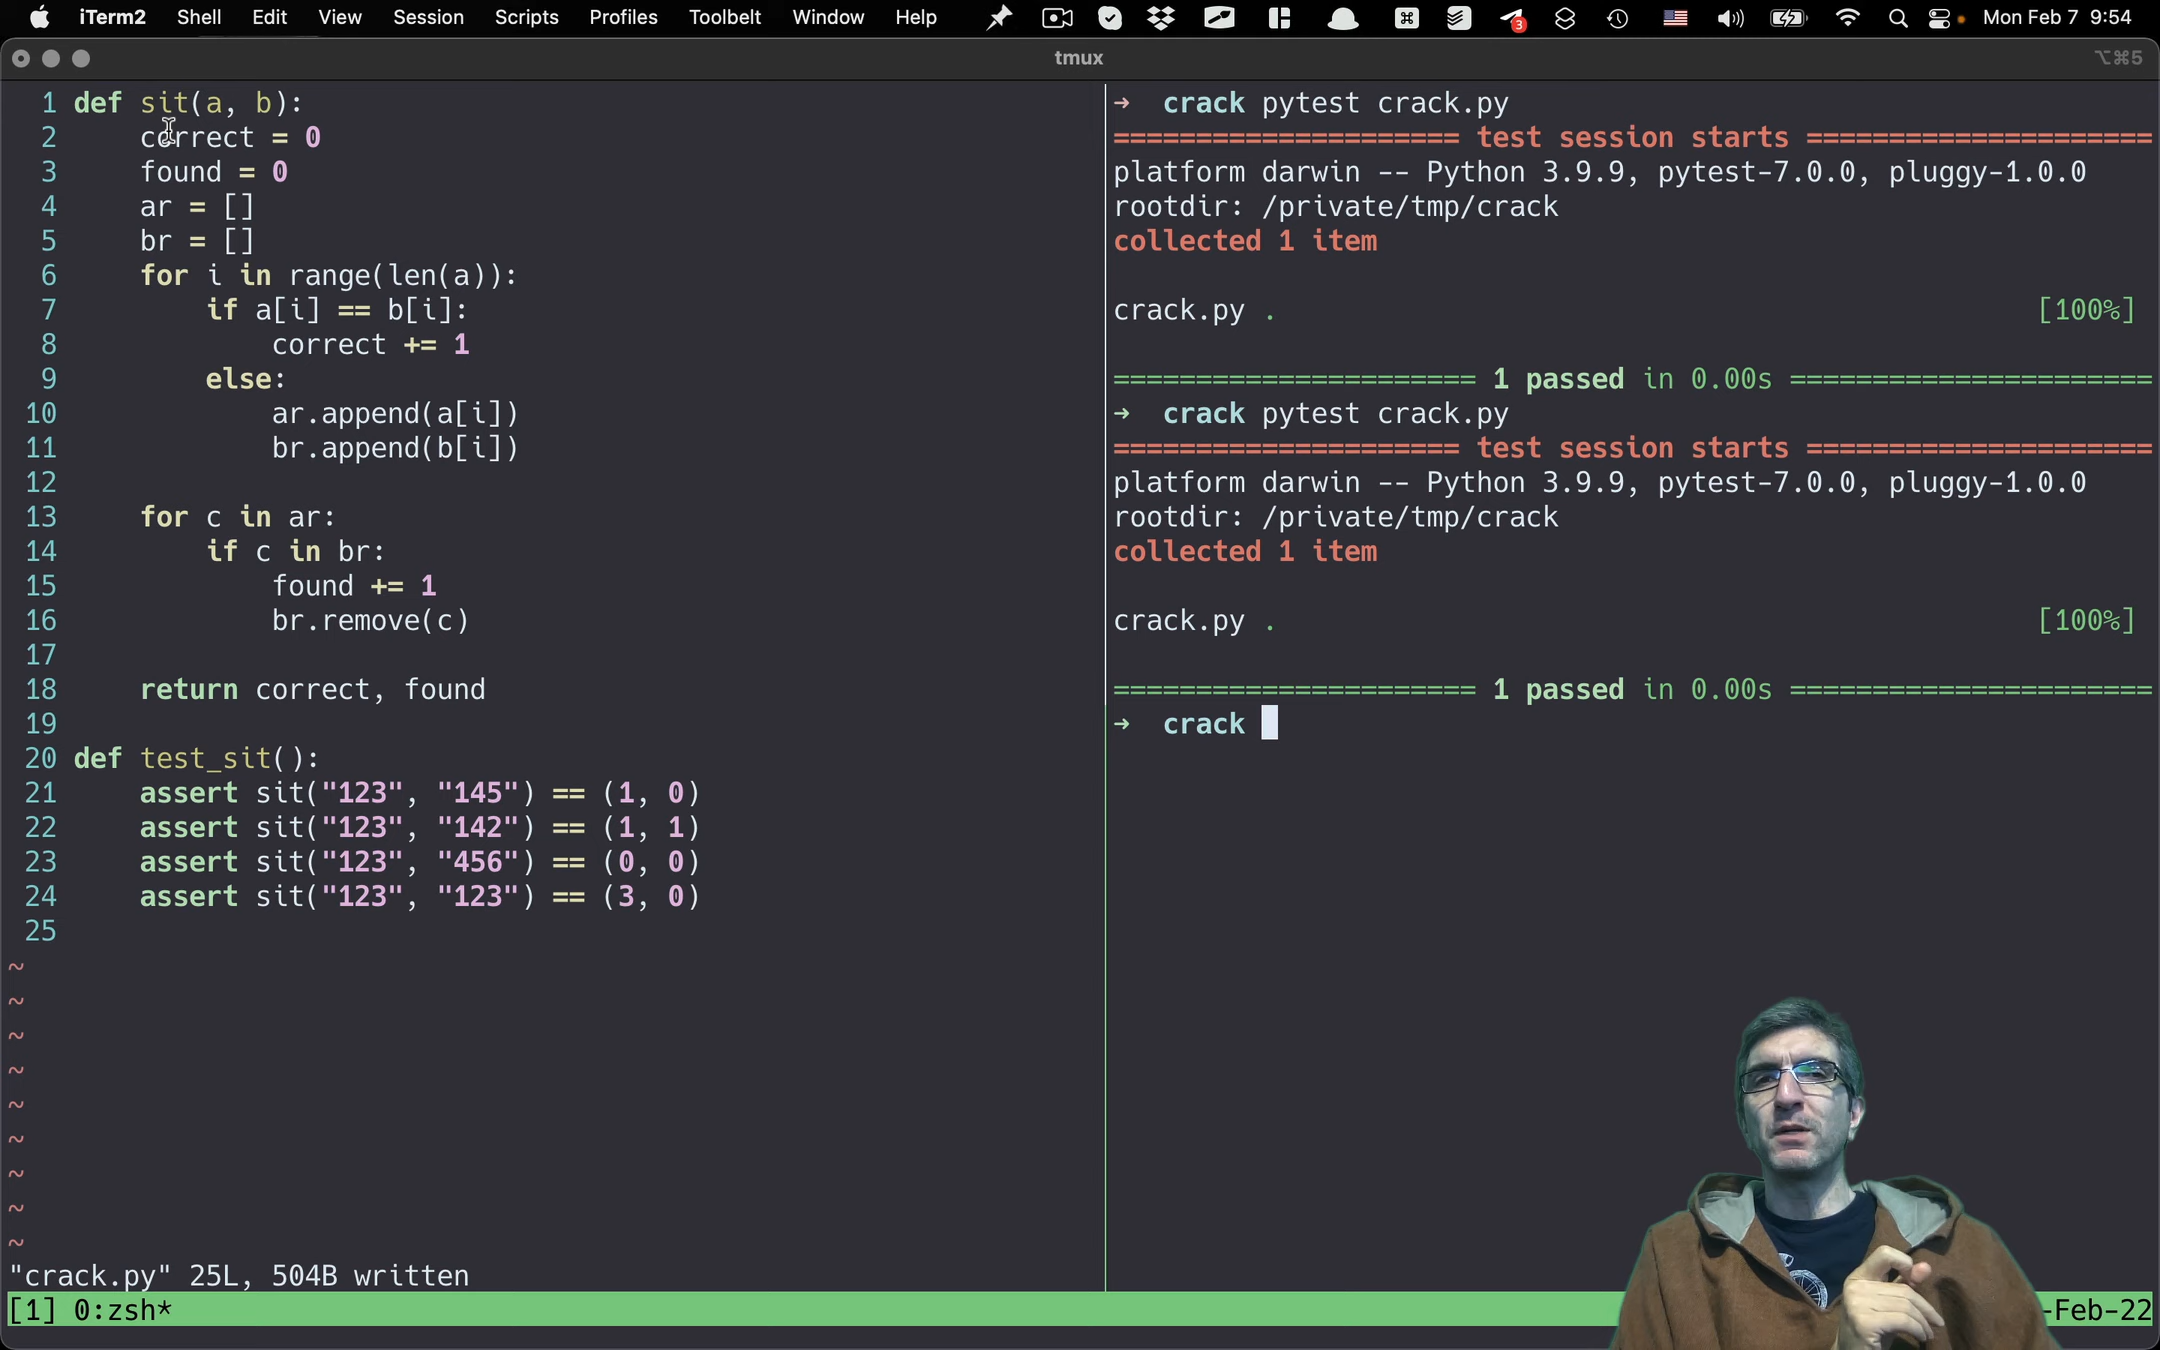 iTerm2 Shell Edit View Session Scripts Profiles Toolbelt Window Help 3 Mon Feb 7 9:54
tmux ⌥⌘5
1 def sit(a, b):
2 correct = 0
3 found = 0
4 ar = []
5 br = []
6 for i in range(len(a)):
7 if a[i] == b[i]:
8 correct += 1
9 else:
10 ar.append(a[i])
11 br.append(b[i])
12
13 for c in ar:
14 if c in br:
15 found += 1
16 br.remove(c)
17
18 return correct, found
19
20 def test_sit():
21 assert sit("123", "145") == (1, 0)
22 assert sit("123", "142") == (1, 1)
23 assert sit("123", "456") == (0, 0)
24 assert sit("123", "123") == (3, 0)
25
~
~
~
~
~
~
~
~
~
"crack.py" 25L, 504B written
→ crack pytest crack.py
===================== test session starts =====================
platform darwin -- Python 3.9.9, pytest-7.0.0, pluggy-1.0.0
rootdir: /private/tmp/crack
collected 1 item
crack.py . [100%]
====================== 1 passed in 0.00s ======================
→ crack pytest crack.py
===================== test session starts =====================
platform darwin -- Python 3.9.9, pytest-7.0.0, pluggy-1.0.0
rootdir: /private/tmp/crack
collected 1 item
crack.py . [100%]
====================== 1 passed in 0.00s ======================
→ crack
[1] 0:zsh* -Feb-22